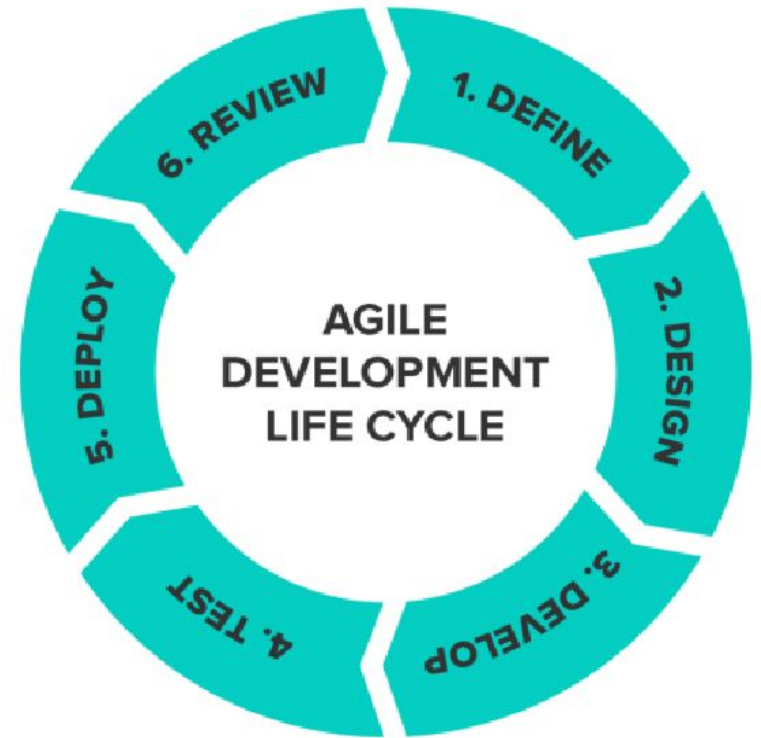 AGILE
DEVELOPMENT
LIFE CYCLE
1. DEFINE
2. DESIGN
3. DEVELOP
4. TEST
5. DEPLOY
6. REVIEW